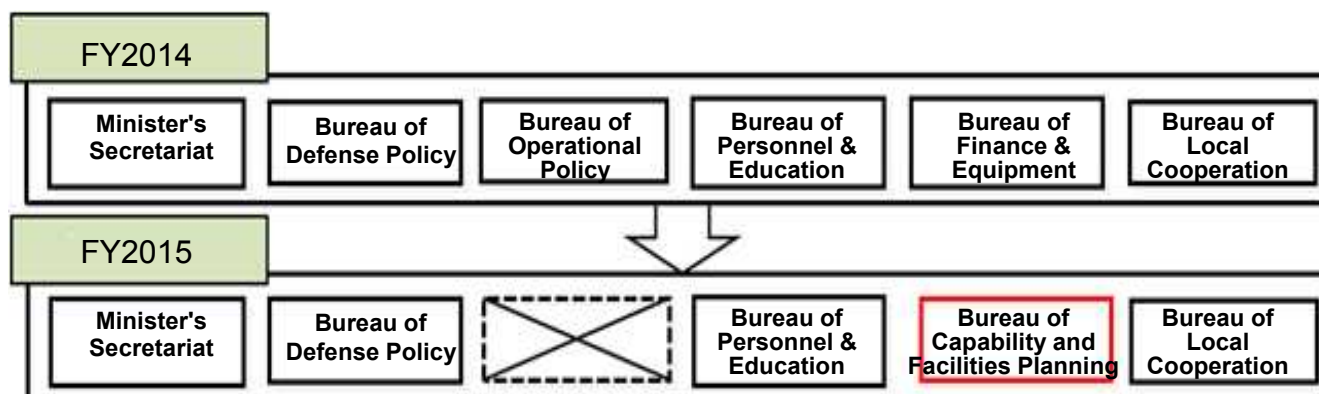 FY2014
Minister's
Secretariat
Bureau of
Defense Policy
Bureau of
Operational
Policy
Bureau of
Personnel &
Education
Bureau of
Finance &
Equipment
Bureau of
Local
Cooperation
FY2015
Minister's
Secretariat
Bureau of
Defense Policy
Bureau of
Personnel &
Education
Bureau of
Capability and
Facilities Planning
Bureau of
Local
Cooperation